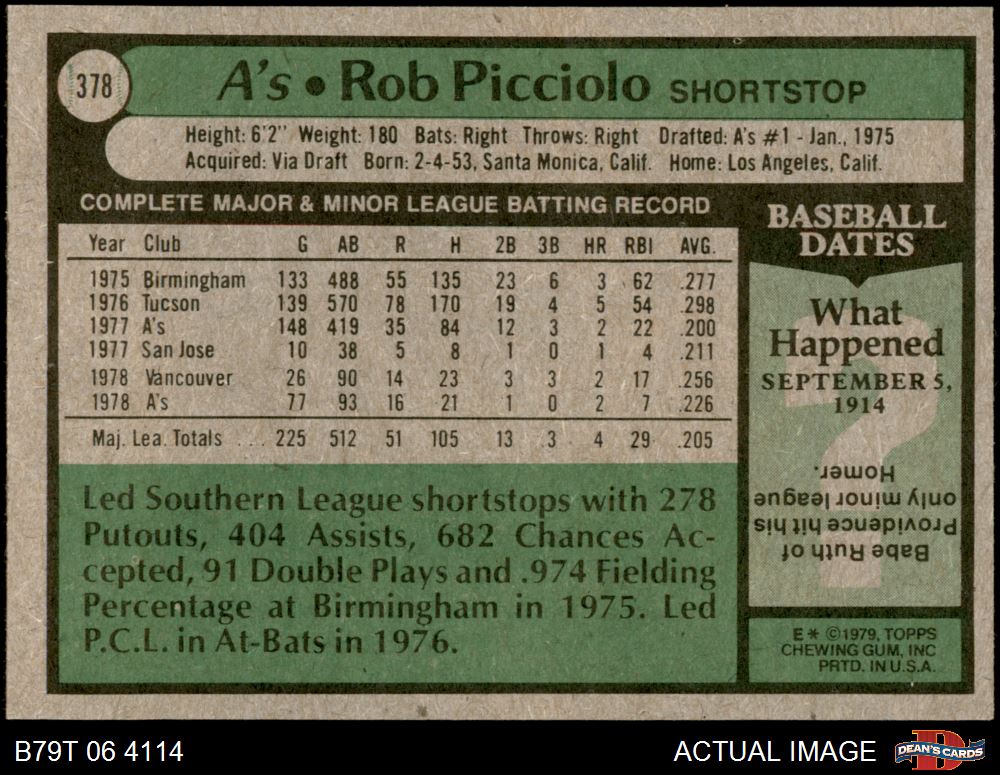 378
A's • Rob Picciolo SHORTSTOP
Height: 6'2" Weight: 180 Bats: Right Throws: Right Drafted: A's #1 - Jan., 1975
Acquired: Via Draft Born: 2-4-53, Santa Monica, Calif. Home: Los Angeles, Calif.
COMPLETE MAJOR & MINOR LEAGUE BATTING RECORD
Year Club G AB R H 2B 3B HR RBI AVG.
1975 Birmingham 133 488 55 135 23 6 3 62 .277
1976 Tucson 139 570 78 170 19 4 5 54 .298
1977 A's 148 419 35 84 12 3 2 22 .200
1977 San Jose 10 38 5 8 1 0 1 4 .211
1978 Vancouver 26 90 14 23 3 3 2 17 .256
1978 A's 77 93 16 21 1 0 2 7 .226
Maj. Lea. Totals .... 225 512 51 105 13 3 4 29 .205
Led Southern League shortstops with 278
Putouts, 404 Assists, 682 Chances Ac-
cepted, 91 Double Plays and .974 Fielding
Percentage at Birmingham in 1975. Led
P.C.L. in At-Bats in 1976.
BASEBALL
DATES
What
Happened
SEPTEMBER 5,
1914
Babe Ruth of
Providence hit his
only minor league
Homer.
E* ©1979, TOPPS
CHEWING GUM, INC
PRTD. IN U.S.A.
B79T 06 4114
ACTUAL IMAGE
D
DEAN'S CARDS